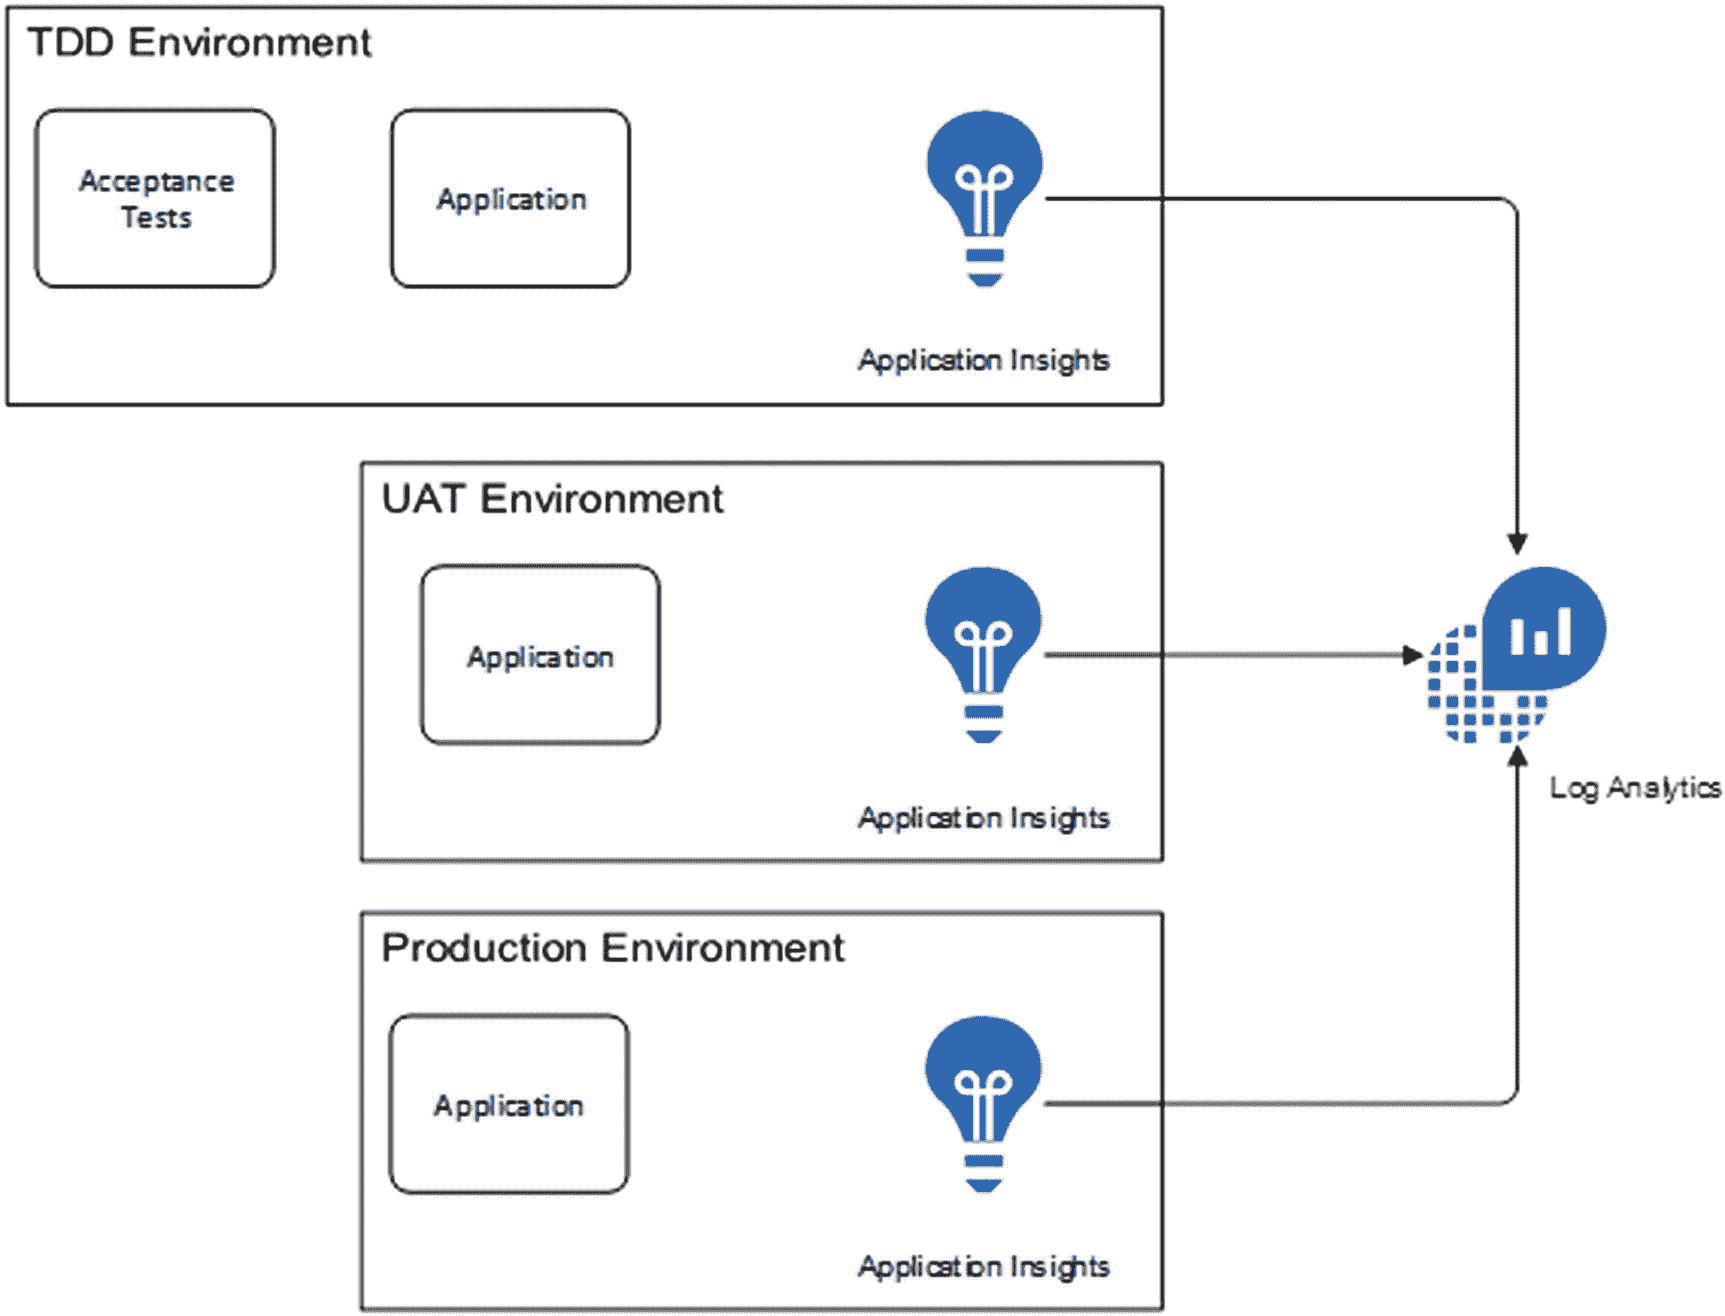 TDD Environment
Acceptance
Tests
Application
Application Insights
UAT Environment
Application
Application Insights
Log Analytics
Production Environment
Application
Application Insights